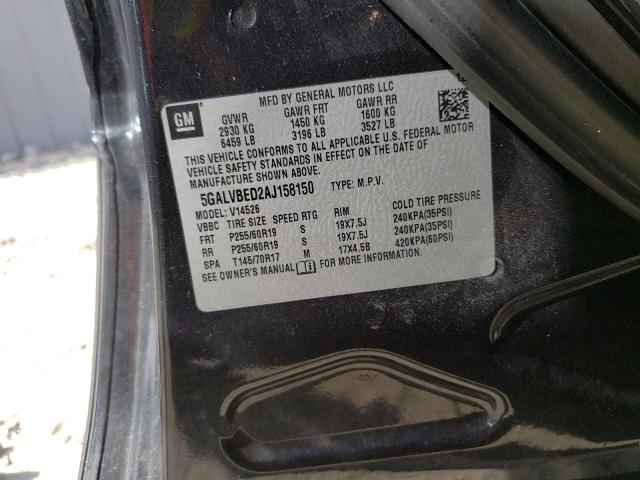 GM
MFD BY GENERAL MOTORS LLC
GVWR GAWR FRT GAWR RR
2930 KG 1450 KG 1600 KG
6459 LB 3196 LB 3527 LB
THIS VEHICLE CONFORMS TO ALL APPLICABLE U.S. FEDERAL MOTOR
VEHICLE SAFETY STANDARDS IN EFFECT ON THE DATE OF
MANUFACTURE SHOWN ABOVE.
5GALVBED2AJ158150 TYPE: M.P.V.
MODEL: V14526
VBBC TIRE SIZE SPEED RTG RIM COLD TIRE PRESSURE
FRT P255/60R19 S 19X7.5J 240KPA(35PSI)
RR P255/60R19 S 19X7.5J 240KPA(35PSI)
SPA T145/70R17 M 17X4.5B 420KPA(60PSI)
SEE OWNER'S MANUAL FOR MORE INFORMATION.